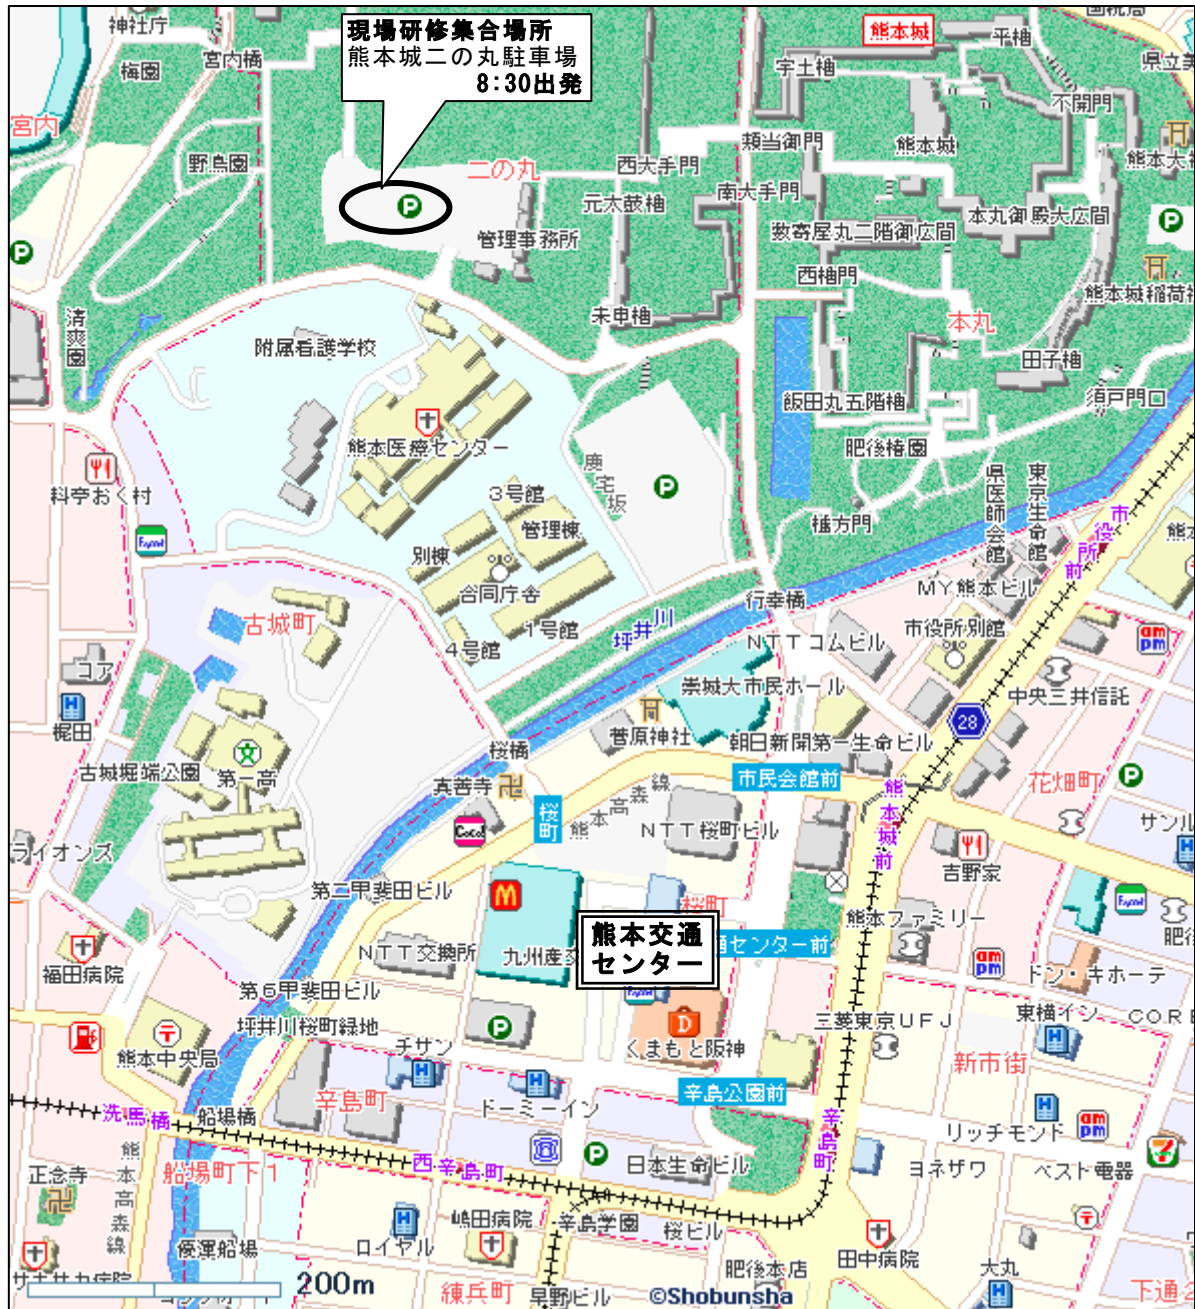 神社庁
現場研修集合場所
熊本城二の丸駐車場
8:30出発
熊本城
平櫓
宮内橋
梅園
宇土櫓
県立美
不開門
宮内
野鳥園
二の丸
西大手門
頬当御門
熊本城
元太鼓櫓
南大手門
本丸御殿大広間
P
P
P
管理事務所
数寄屋丸二階御広間
西櫓門
熊本城稲荷
未申櫓
本丸
清爽園
附属看護学校
田子櫓
飯田丸五階櫓
須戸門口
熊本医療センター
肥後椿園
料亭おく村
3号館
P
県医師会館
東京生命館
市役所前
管理棟
櫨方門
別棟
合同庁舎
行幸橋
MY熊本ビル
古城町
1号館
坪井川
4号館
NTTコムビル
市役所別館
am
pm
コア
崇城大市民ホール
中央三井信託
H
梶田
菅原神社
28
桜橋
朝日新聞第一生命ビル
古城堀端公園
文
第一高
真善寺
市民会館前
花畑町
P
桜町
熊本高森線
NTT桜町ビル
熊本城前
サンル
ライオンズ
吉野家
第二甲斐田ビル
桜町
熊本交通
センター
センター前
熊本ファミリー
NTT交換所
九州産
福田病院
am
pm
ドン・キホーテ
第6甲斐田ビル
坪井川桜町緑地
P
D
三菱東京UFJ
東横イン
CORE
熊本中央局
チサン
くまもと阪神
新市街
辛島町
ドーミーイン
辛島公園前
洗馬橋
船場橋
熊本高森線
辛島町
リッチモンド
am
pm
7
船場町下1
西辛島町
P
日本生命ビル
ヨネザワ
ベスト電器
正念寺
嶋田病院
辛島学園
桜ビル
優運船場
ロイヤル
田中病院
大丸
肥後本店
200m
練兵町
早野ビル
©Shobunsha